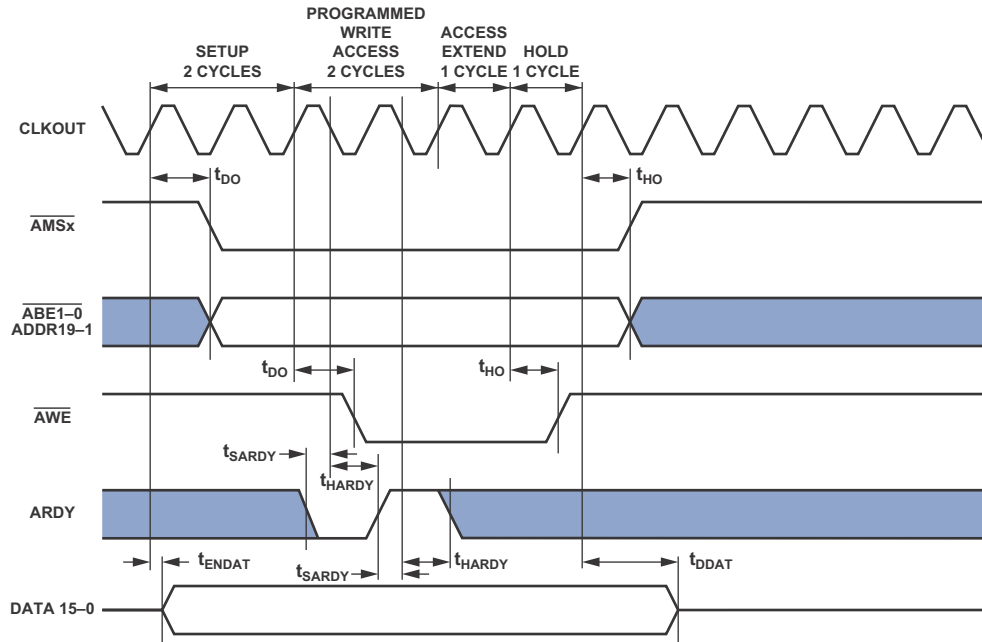 PROGRAMMED
WRITE
ACCESS
2 CYCLES
SETUP
2 CYCLES
ACCESS
EXTEND
1 CYCLE
HOLD
1 CYCLE
CLKOUT
tDO
tHO
AMSx
ABE1–0
ADDR19–1
tDO
tHO
AWE
tSARDY
tHARDY
ARDY
tENDAT
tSARDY
tHARDY
tDDAT
DATA 15–0